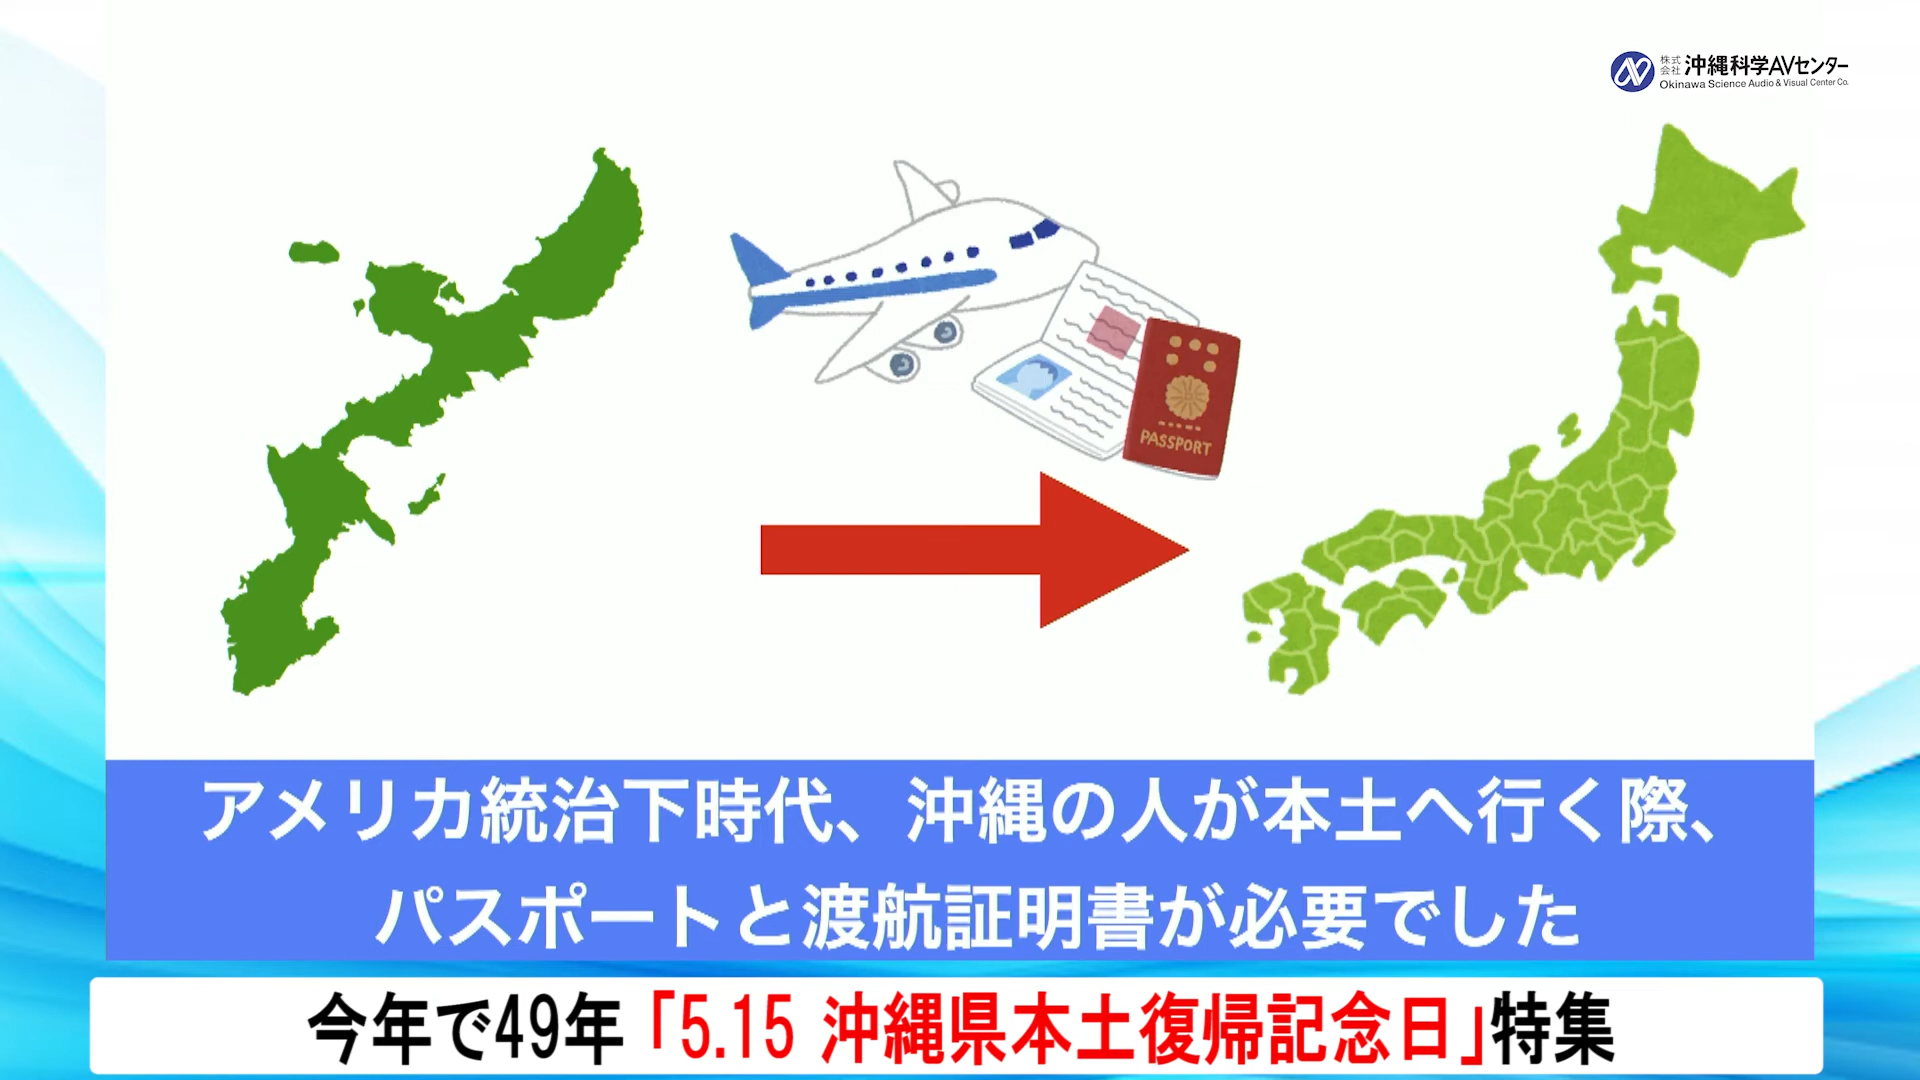 株式会社 沖縄科学AVセンター
Okinawa Science Audio & Visual Center Co.
PASSPORT
アメリカ統治下時代、沖縄の人が本土へ行く際、
パスポートと渡航証明書が必要でした
今年で49年「5.15 沖縄県本土復帰記念日」特集